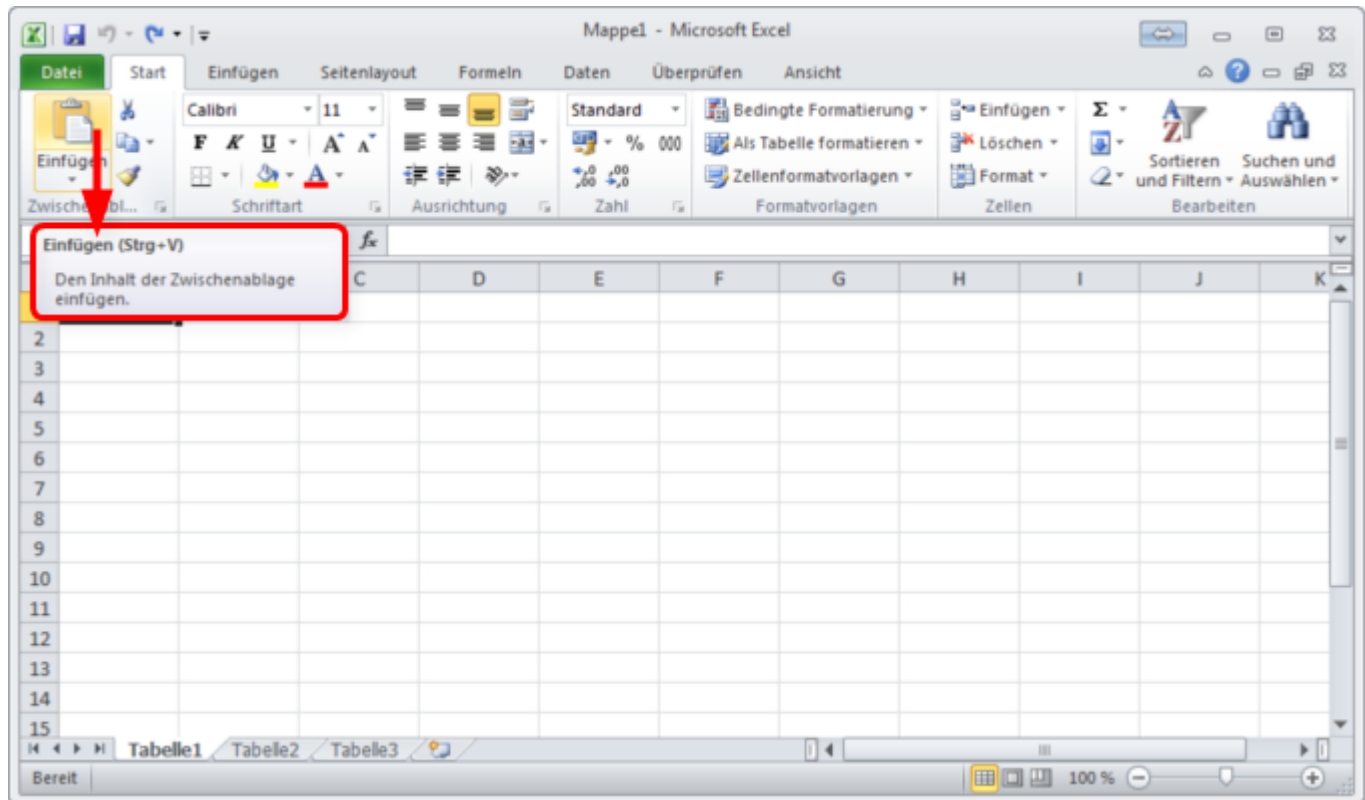 Mappe1 - Microsoft Excel
Datei Start Einfügen Seitenlayout Formeln Daten Überprüfen Ansicht
Calibri 11 Standard Bedingte Formatierung Einfügen Σ
F K U A A % 000 Als Tabelle formatieren Löschen
Einfügen A Zellenformatvorlagen Format Sortieren und Filtern Suchen und Auswählen
Schriftart Ausrichtung Zahl Formatvorlagen Zellen Bearbeiten
Einfügen (Strg+V) fx
Den Inhalt der Zwischenablage
einfügen.
C D E F G H I J K
2
3
4
5
6
7
8
9
10
11
12
13
14
15
Tabelle1 Tabelle2 Tabelle3
Bereit 100 %